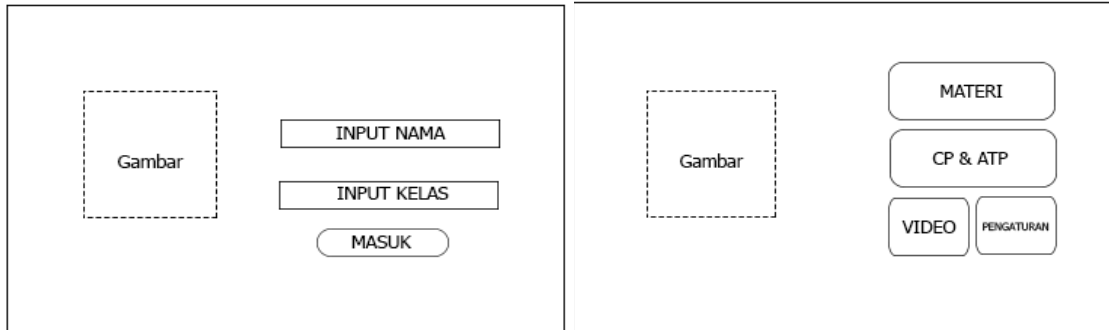 Gambar
INPUT NAMA
INPUT KELAS
MASUK
Gambar
MATERI
CP & ATP
VIDEO
PENGATURAN